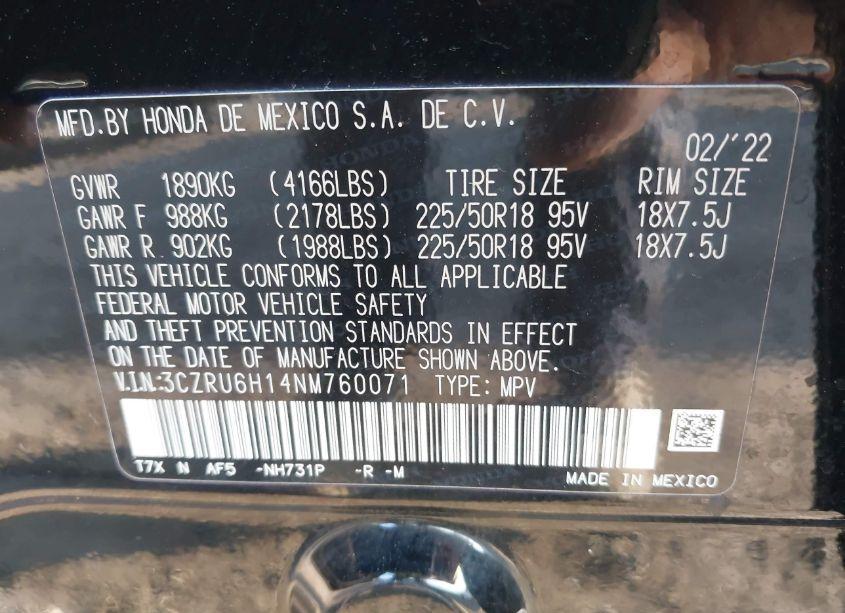 MFD.BY HONDA DE MEXICO S.A. DE C.V.
02/'22
GVWR 1890KG (4166LBS) TIRE SIZE RIM SIZE
GAWR F 988KG (2178LBS) 225/50R18 95V 18X7.5J
GAWR R 902KG (1988LBS) 225/50R18 95V 18X7.5J
THIS VEHICLE CONFORMS TO ALL APPLICABLE
FEDERAL MOTOR VEHICLE SAFETY
AND THEFT PREVENTION STANDARDS IN EFFECT
ON THE DATE OF MANUFACTURE SHOWN ABOVE.
V.I.N:3CZRU6H14NM760071 TYPE: MPV
T7X N AF5 -NH731P -R -M
MADE IN MEXICO